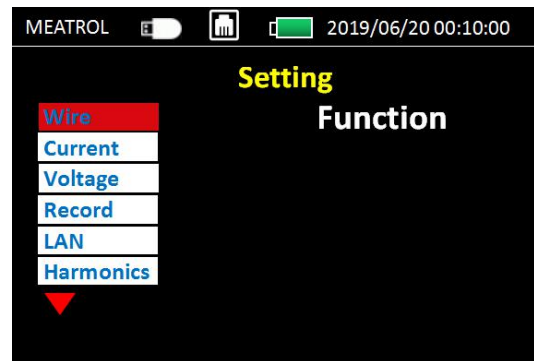 MEATROL 2019/06/20 00:10:00
Setting
Function
Wire
Current
Voltage
Record
LAN
Harmonics